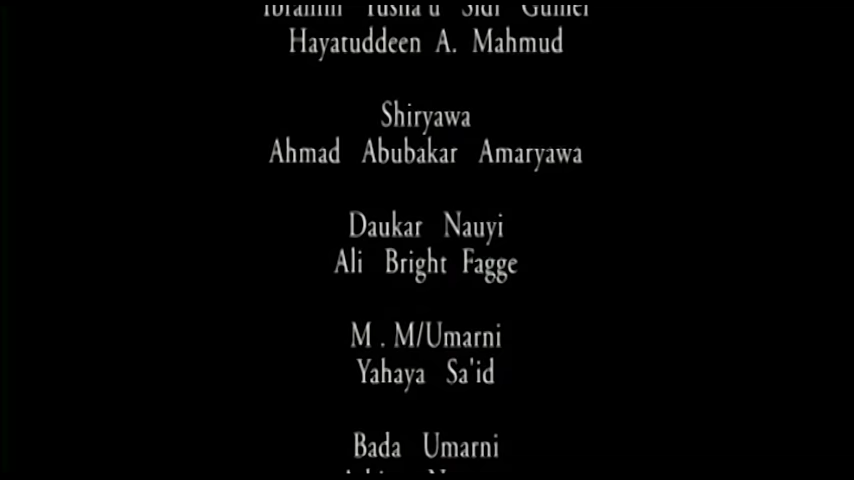 Hayatuddeen A. Mahmud
Shiryawa
Ahmad Abubakar Amaryawa
Daukar Nauyi
Ali Bright Fagge
M . M/Umarni
Yahaya Sa'id
Bada Umarni